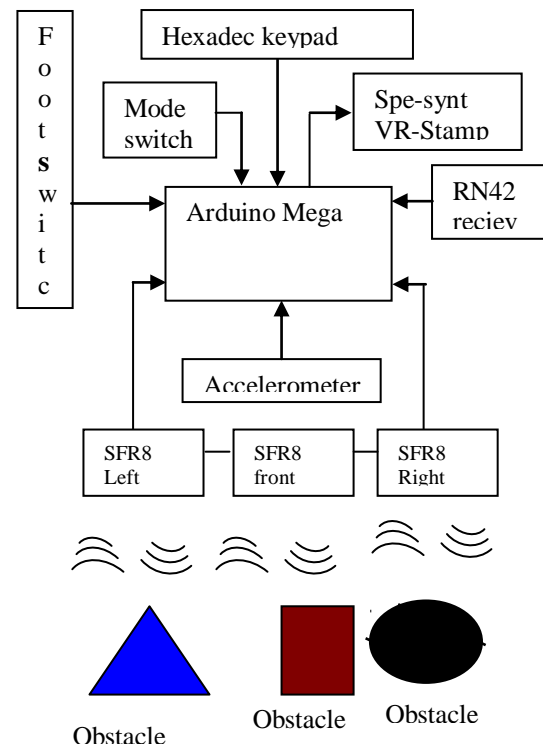 F
o
o
t
s
w
i
t
c
Hexadec keypad
Mode
switch
Spe-synt
VR-Stamp
Arduino Mega
RN42
reciev
Accelerometer
SFR8
Left
SFR8
front
SFR8
Right
Obstacle
Obstacle
Obstacle